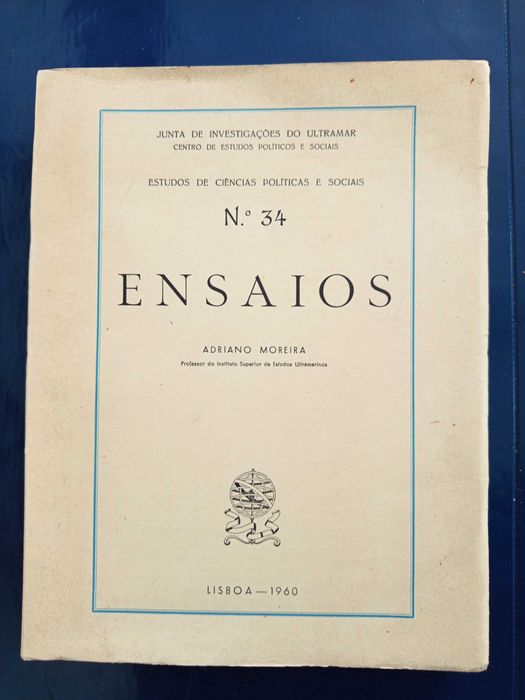 JUNTA DE INVESTIGAÇÕES DO ULTRAMAR
CENTRO DE ESTUDOS POLÍTICOS E SOCIAIS
ESTUDOS DE CIÊNCIAS POLÍTICAS E SOCIAIS
N.º 34
ENSAIOS
ADRIANO MOREIRA
Professor do Instituto Superior de Estudos Ultramarinos
LISBOA — 1960